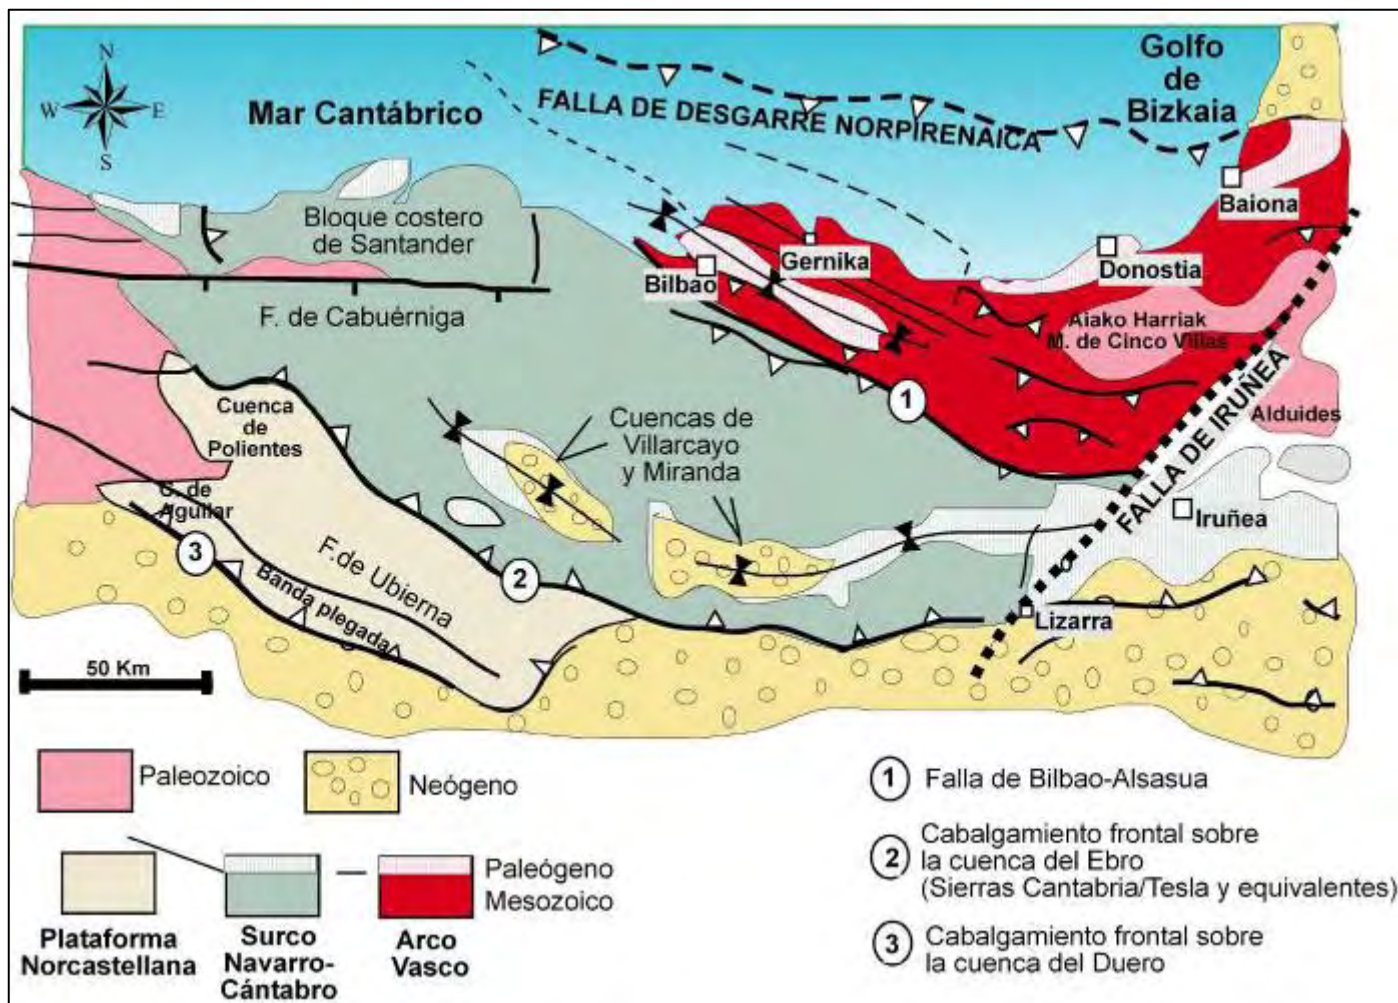 N
W E
S
Mar Cantábrico
FALLA DE DESGARRE NORPIRENAICA
Golfo
de
Bizkaia
Baiona
Bloque costero
de Santander
Gernika
Bilbao
Donostia
F. de Cabuérniga
Aiako Harriak
M. de Cinco Villas
1
Alduides
FALLA DE IRUÑEA
Cuenca
de
Polientes
Cuencas de
Villarcayo
y Miranda
C. de
Aguilar
Iruñea
3
F.de Ubierna
2
Banda plegada
Lizarra
50 Km
Paleozoico
Neógeno
Paleógeno
Mesozoico
Plataforma
Norcastellana
Surco
Navarro-
Cántabro
Arco
Vasco
1 Falla de Bilbao-Alsasua
2 Cabalgamiento frontal sobre
la cuenca del Ebro
(Sierras Cantabria/Tesla y equivalentes)
3 Cabalgamiento frontal sobre
la cuenca del Duero